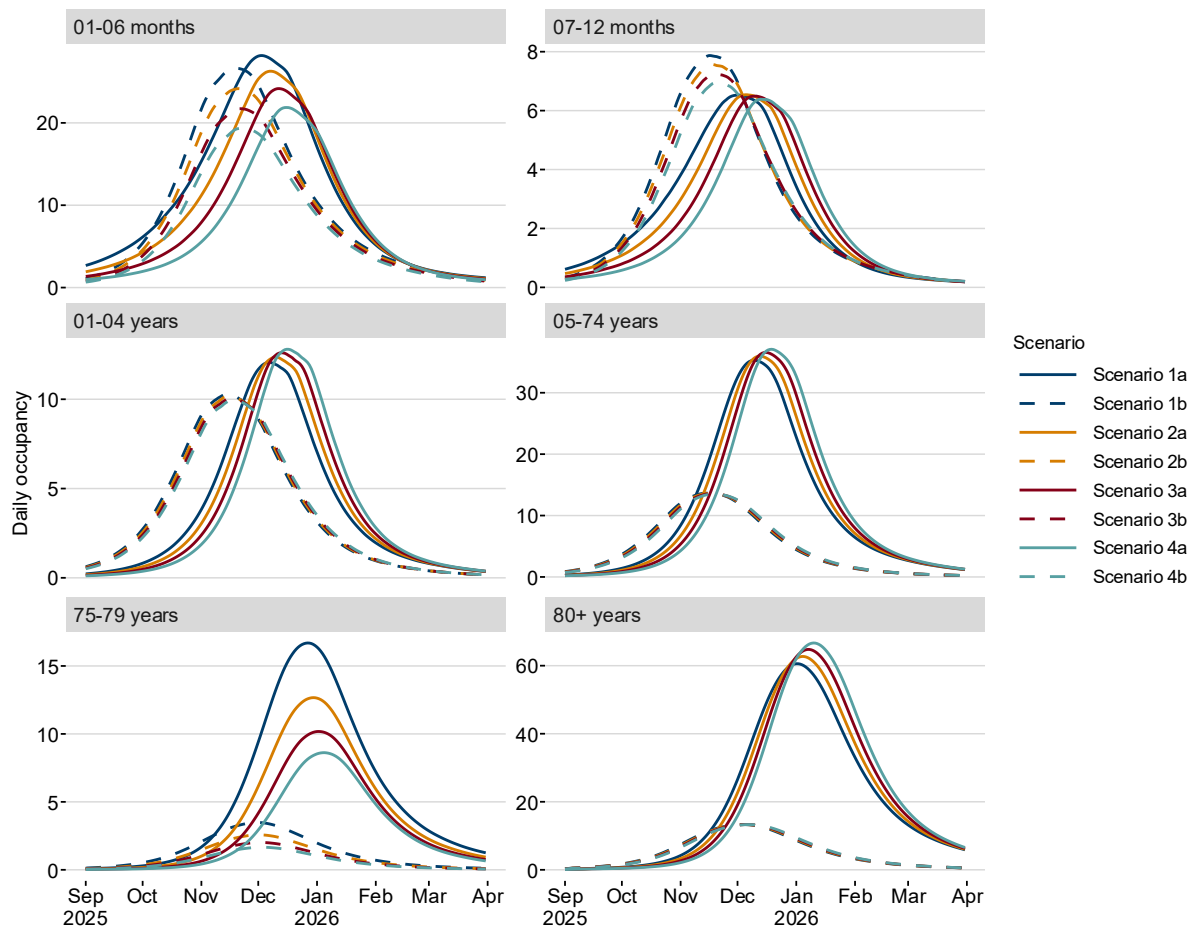 01-06 months
07-12 months
20
10
0
8
6
4
2
0
01-04 years
05-74 years
10
5
0
30
20
10
0
75-79 years
80+ years
15
10
5
0
60
40
20
0
Daily occupancy
Sep Oct Nov Dec Jan Feb Mar Apr
2025 2026
Sep Oct Nov Dec Jan Feb Mar Apr
2025 2026
Scenario
Scenario 1a
Scenario 1b
Scenario 2a
Scenario 2b
Scenario 3a
Scenario 3b
Scenario 4a
Scenario 4b